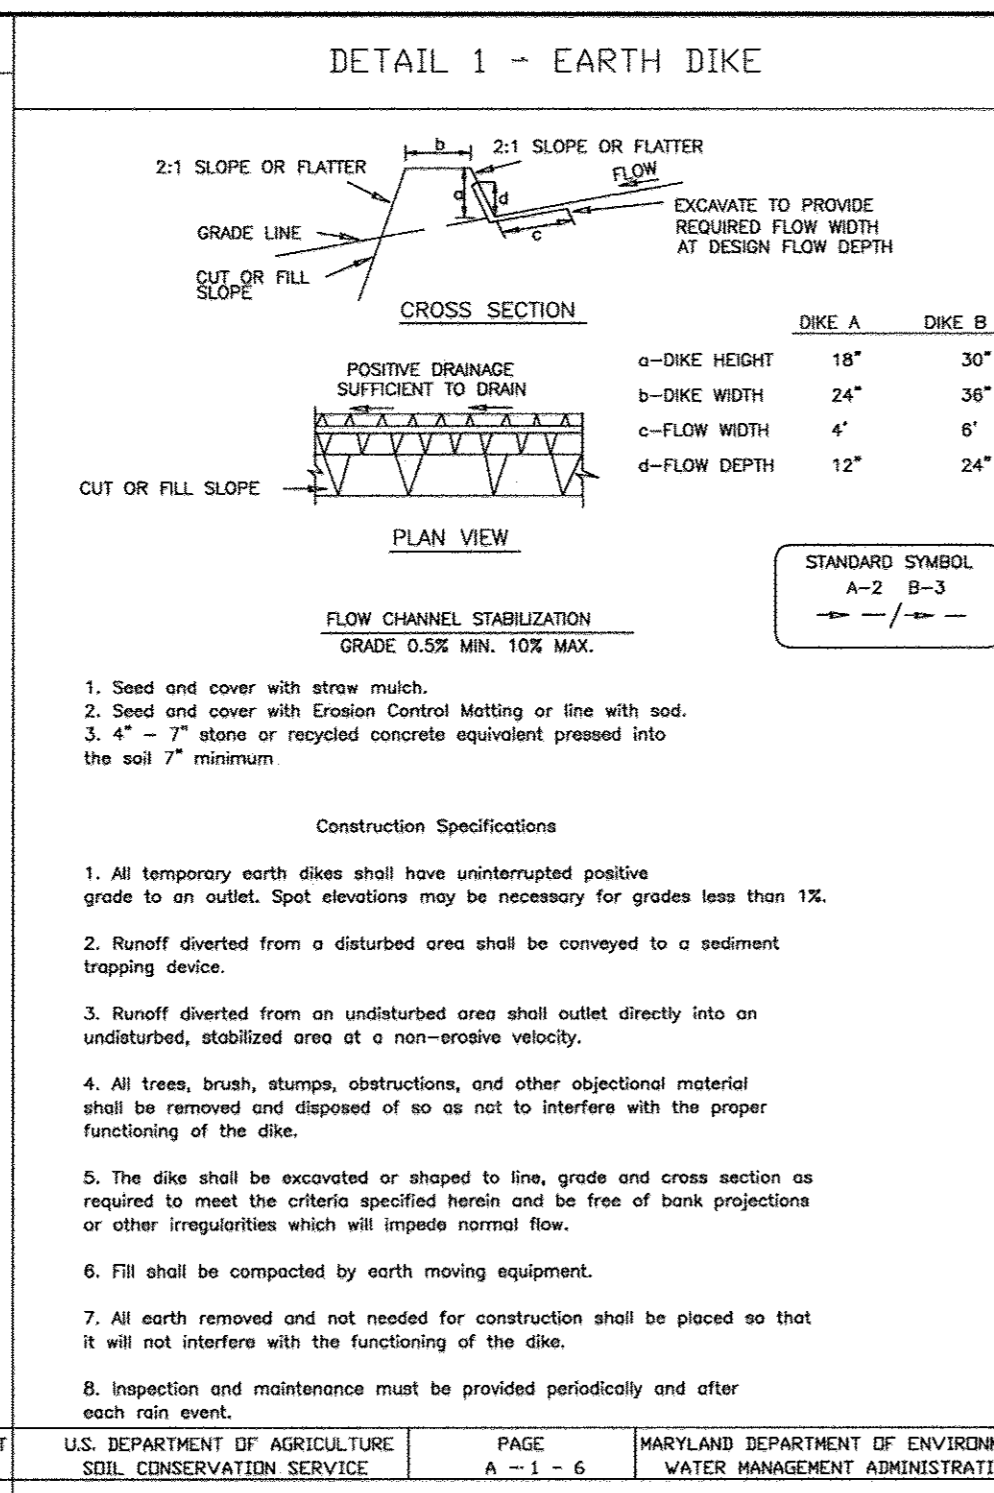 DETAIL 1 - EARTH DIKE
b
2:1 SLOPE OR FLATTER
2:1 SLOPE OR FLATTER
FLOW
a
d
EXCAVATE TO PROVIDE
REQUIRED FLOW WIDTH
AT DESIGN FLOW DEPTH
GRADE LINE
c
CUT OR FILL
SLOPE
CROSS SECTION
DIKE A DIKE B
a-DIKE HEIGHT 18" 30"
b-DIKE WIDTH 24" 36"
c-FLOW WIDTH 4' 6'
d-FLOW DEPTH 12" 24"
POSITIVE DRAINAGE
SUFFICIENT TO DRAIN
CUT OR FILL SLOPE
PLAN VIEW
STANDARD SYMBOL
A-2 B-3
FLOW CHANNEL STABILIZATION
GRADE 0.5% MIN. 10% MAX.
1. Seed and cover with straw mulch.
2. Seed and cover with Erosion Control Matting or line with sod.
3. 4" - 7" stone or recycled concrete equivalent pressed into
the soil 7" minimum
Construction Specifications
1. All temporary earth dikes shall have uninterrupted positive
grade to an outlet. Spot elevations may be necessary for grades less than 1%.
2. Runoff diverted from a disturbed area shall be conveyed to a sediment
trapping device.
3. Runoff diverted from an undisturbed area shall outlet directly into an
undisturbed, stabilized area at a non-erosive velocity.
4. All trees, brush, stumps, obstructions, and other objectional material
shall be removed and disposed of so as not to interfere with the proper
functioning of the dike.
5. The dike shall be excavated or shaped to line, grade and cross section as
required to meet the criteria specified herein and be free of bank projections
or other irregularities which will impede normal flow.
6. Fill shall be compacted by earth moving equipment.
7. All earth removed and not needed for construction shall be placed so that
it will not interfere with the functioning of the dike.
8. Inspection and maintenance must be provided periodically and after
each rain event.
T
U.S. DEPARTMENT OF AGRICULTURE
SOIL CONSERVATION SERVICE
PAGE
A - 1 - 6
MARYLAND DEPARTMENT OF ENVIRON
WATER MANAGEMENT ADMINISTRATI